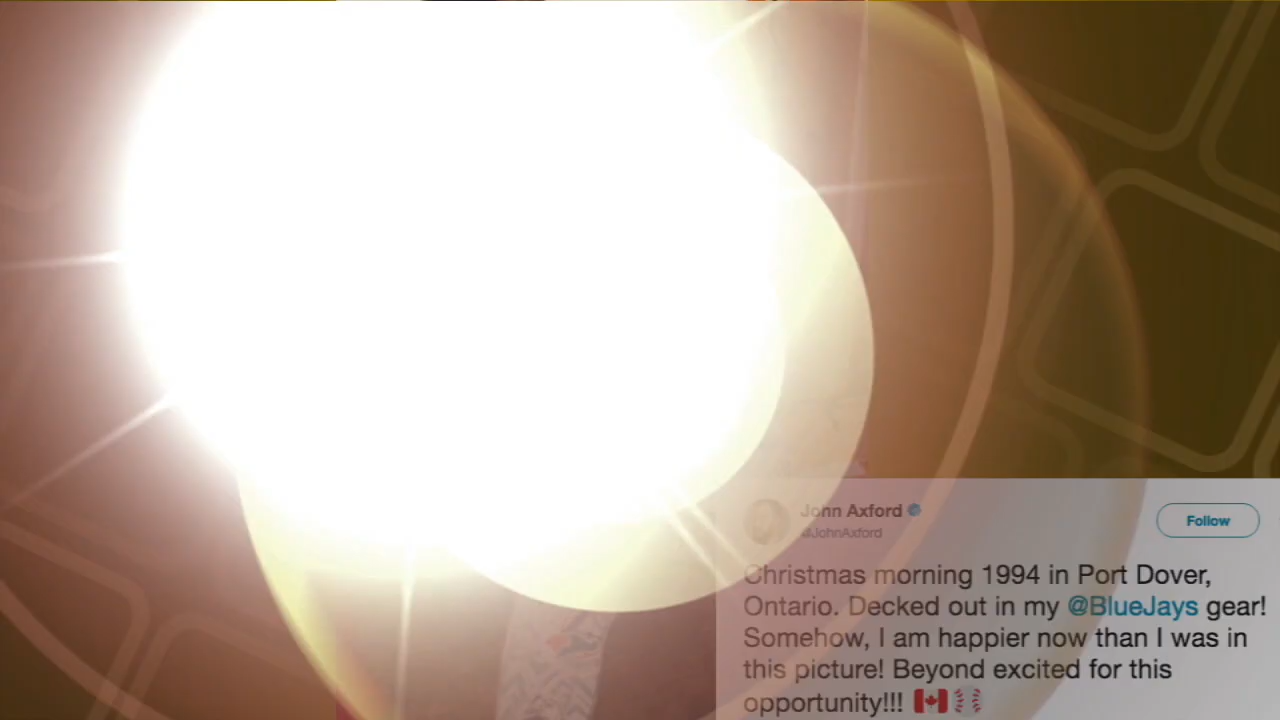 John Axford
@JohnAxford
Follow
Christmas morning 1994 in Port Dover,
Ontario. Decked out in my @BlueJays gear!
Somehow, I am happier now than I was in
this picture! Beyond excited for this
opportunity!!! 🇨🇦⚾